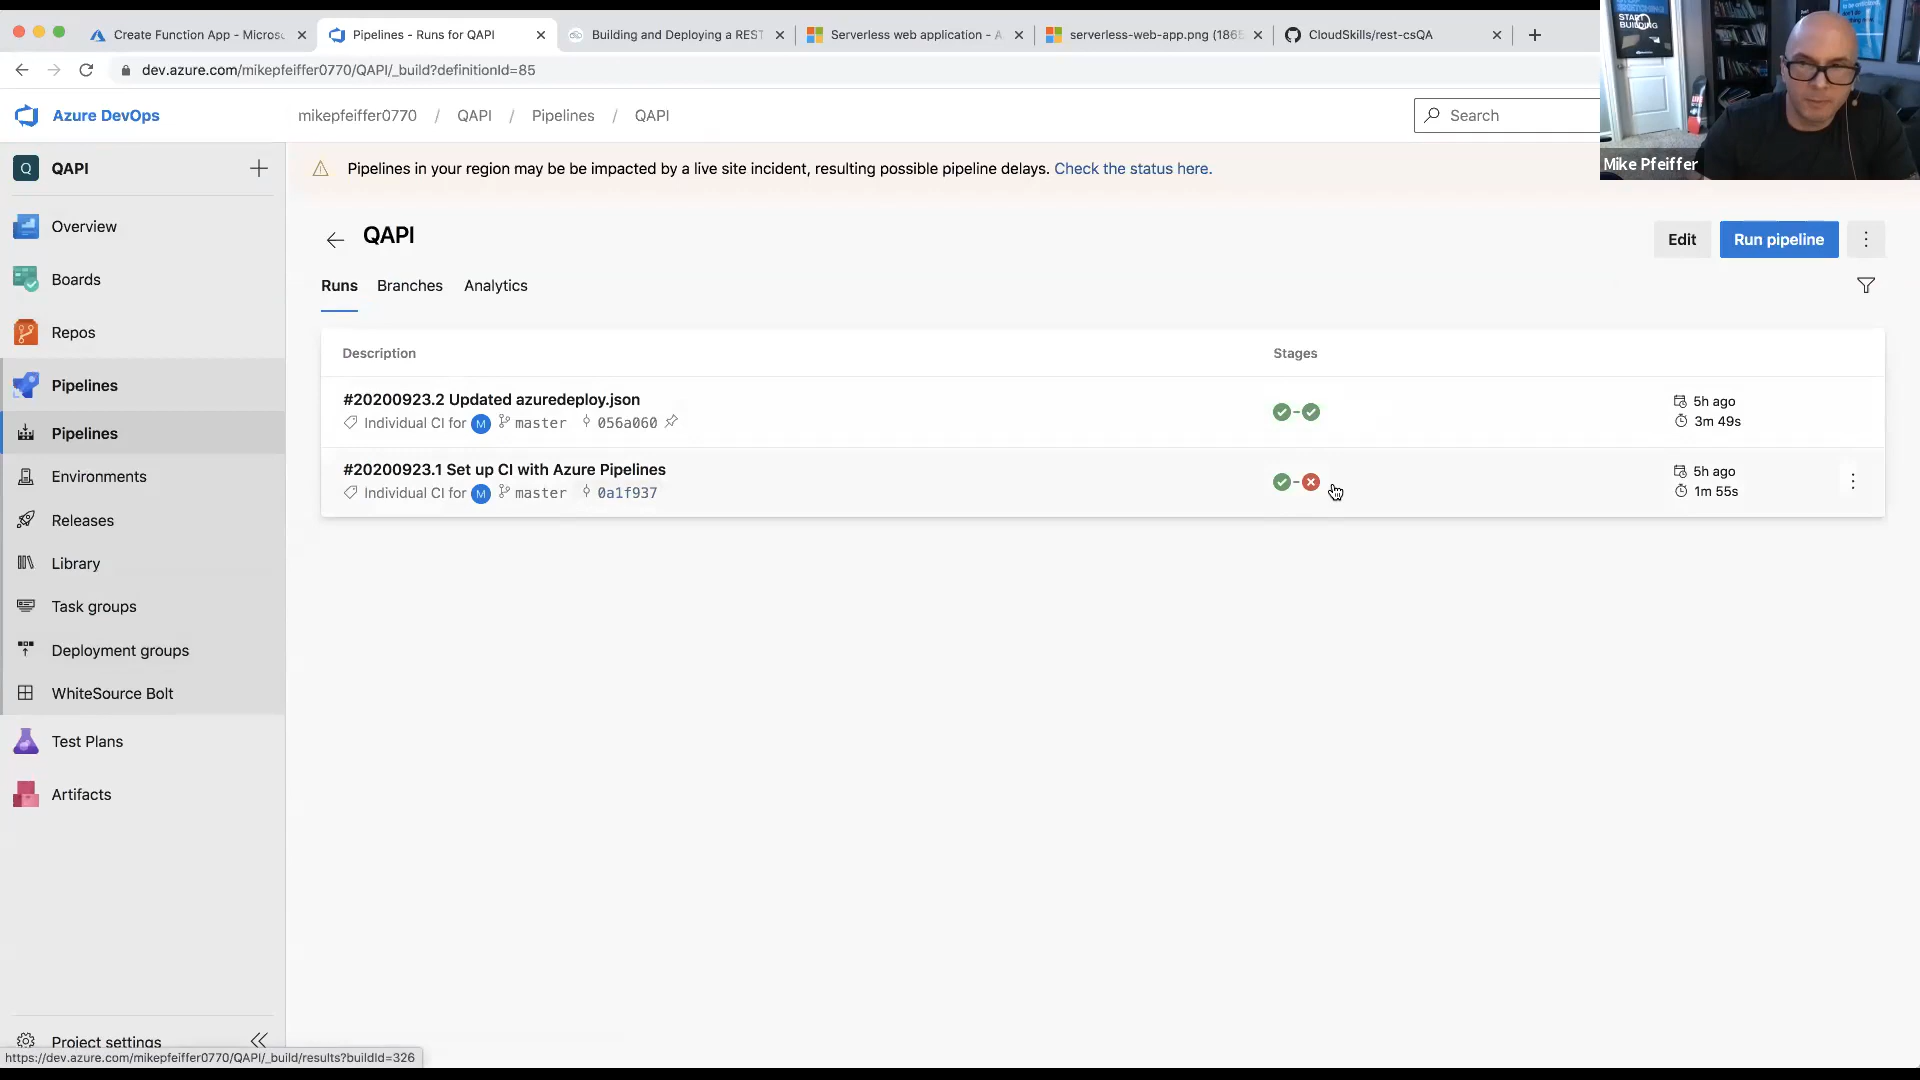 Create Function App - Microsc
Pipelines - Runs for QAPI
Building and Deploying a REST
Serverless web application - A
serverless-web-app.png (1865
CloudSkills/rest-csQA
dev.azure.com/mikepfeiffer0770/QAPI/_build?definitionId=85
START
BUILDING
Mike Pfeiffer
Azure DevOps
mikepfeiffer0770 / QAPI / Pipelines / QAPI
Search
Q QAPI
Pipelines in your region may be be impacted by a live site incident, resulting possible pipeline delays. Check the status here.
Overview
Boards
Repos
Pipelines
Pipelines
Environments
Releases
Library
Task groups
Deployment groups
WhiteSource Bolt
Test Plans
Artifacts
Project settings
QAPI
Edit
Run pipeline
Runs Branches Analytics
Description Stages
#20200923.2 Updated azuredeploy.json
Individual CI for M master 056a060
5h ago
3m 49s
#20200923.1 Set up CI with Azure Pipelines
Individual CI for M master 0a1f937
5h ago
1m 55s
https://dev.azure.com/mikepfeiffer0770/QAPI/_build/results?buildId=326